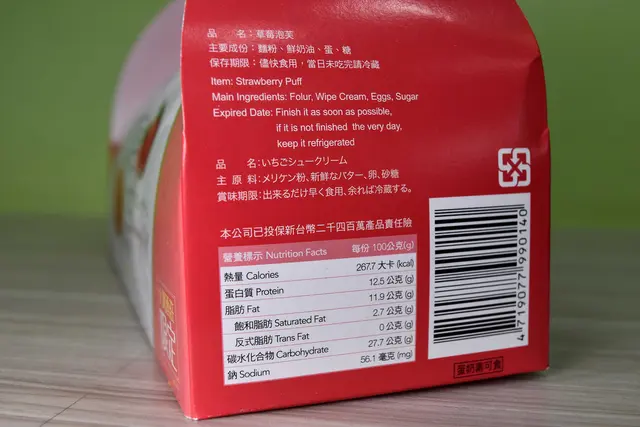 品　名：草莓泡芙
主要成份：麵粉、鮮奶油、蛋、糖
保存期限：儘快食用，當日未吃完請冷藏
Item: Strawberry Puff
Main Ingredients: Folur, Wipe Cream, Eggs, Sugar
Expired Date: Finish it as soon as possible,
if it is not finished the very day,
keep it refrigerated
品　名：いちごシュークリーム
主 原 料：メリケン粉、新鮮なバター、卵、砂糖
賞味期限：出来るだけ早く食用、余れば冷蔵する。
本公司已投保新台幣二千四百萬產品責任險
營養標示 Nutrition Facts 每份 100公克(g)
熱量 Calories 267.7 大卡 (kcal)
蛋白質 Protein 12.5 公克 (g)
脂肪 Fat 11.9 公克 (g)
飽和脂肪 Saturated Fat 2.7 公克 (g)
反式脂肪 Trans Fat 0 公克 (g)
碳水化合物 Carbohydrate 27.7 公克 (g)
鈉 Sodium 56.1 毫克 (mg)
4 719077 990140
蛋奶素可食